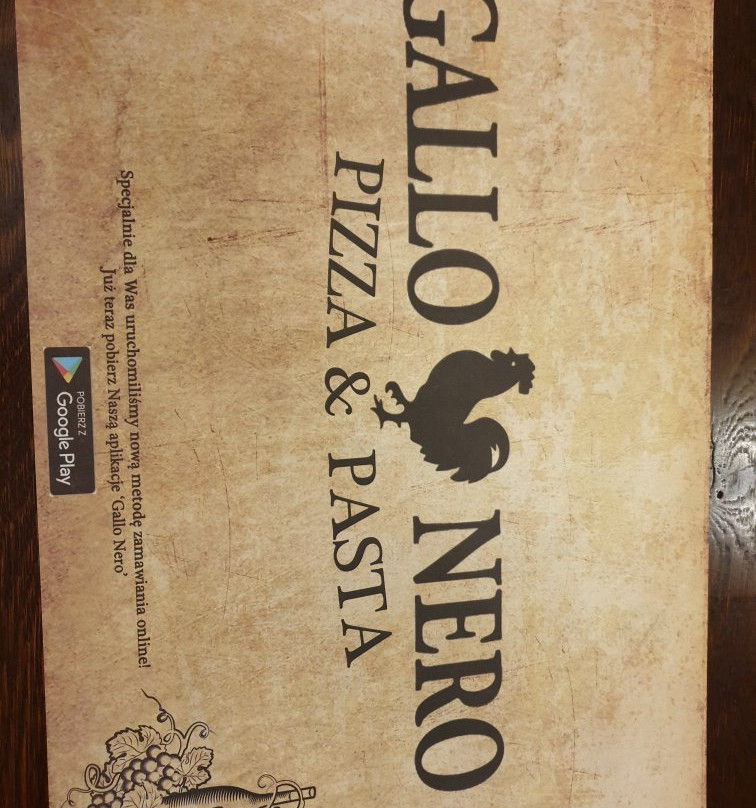 GALLO NERO
PIZZA & PASTA
Specjalnie dla Was uruchomiliśmy nową metodę zamawiania online!
Już teraz pobierz Naszą aplikacje 'Gallo Nero'
POBIERZ Z
Google Play